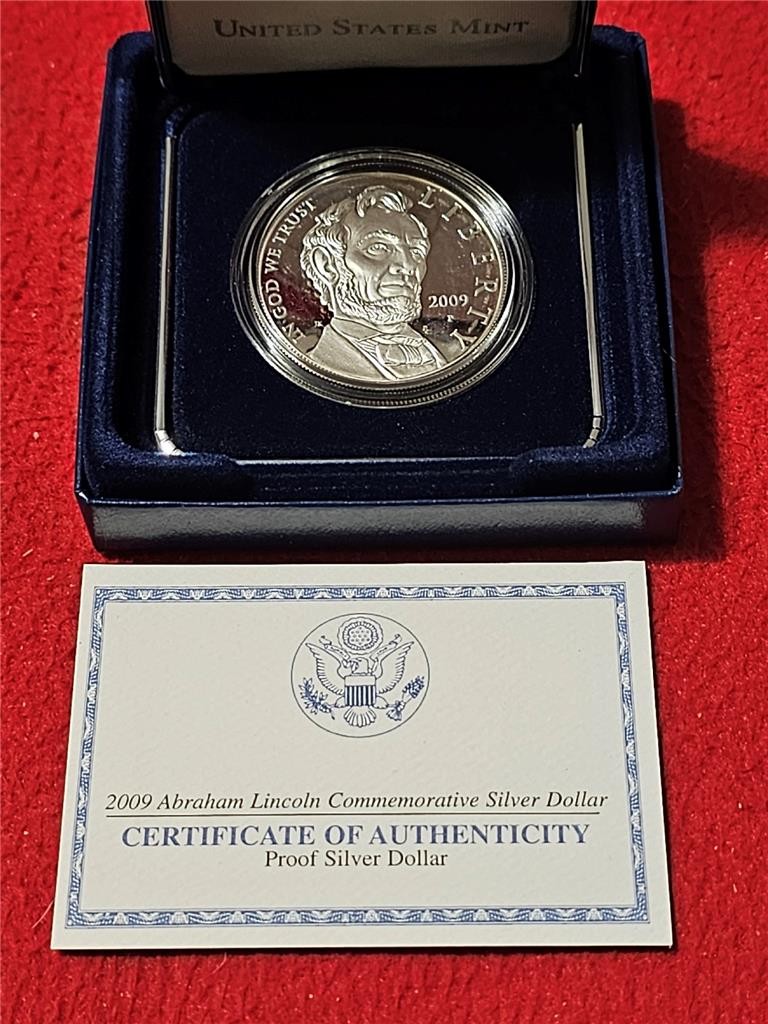 UNITED STATES MINT
IN GOD WE TRUST
L·I·B·E·R·T·Y
2009
P
2009 Abraham Lincoln Commemorative Silver Dollar
CERTIFICATE OF AUTHENTICITY
Proof Silver Dollar